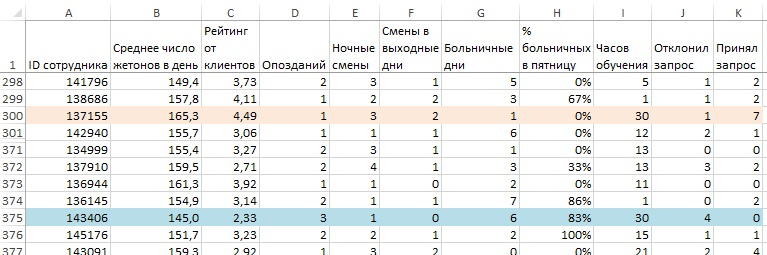 A B C D E F G H I J K
1 ID сотрудника Среднее число жетонов в день Рейтинг от клиентов Опозданий Ночные смены Смены в выходные дни Больничные дни % больничных в пятницу Часов обучения Отклонил запрос Принял запрос
298 141796 149,4 3,73 2 3 1 5 0% 5 1 2
299 138686 157,8 4,11 1 2 2 3 67% 1 1 2
300 137155 165,3 4,49 1 3 2 1 0% 30 1 7
301 142940 155,7 3,06 1 1 1 6 0% 12 2 1
371 134999 155,4 3,27 2 3 1 1 0% 13 0 0
372 137910 159,5 2,71 2 4 1 3 33% 13 3 2
373 136944 161,3 3,92 1 1 0 2 0% 11 0 0
374 136145 154,9 3,14 2 1 1 7 86% 1 0 2
375 143406 145,0 2,33 3 1 0 6 83% 30 4 0
376 145176 151,7 3,23 2 2 1 2 100% 15 1 1
377 143091 159,3 2,92 1 3 2 0 0% 21 2 4